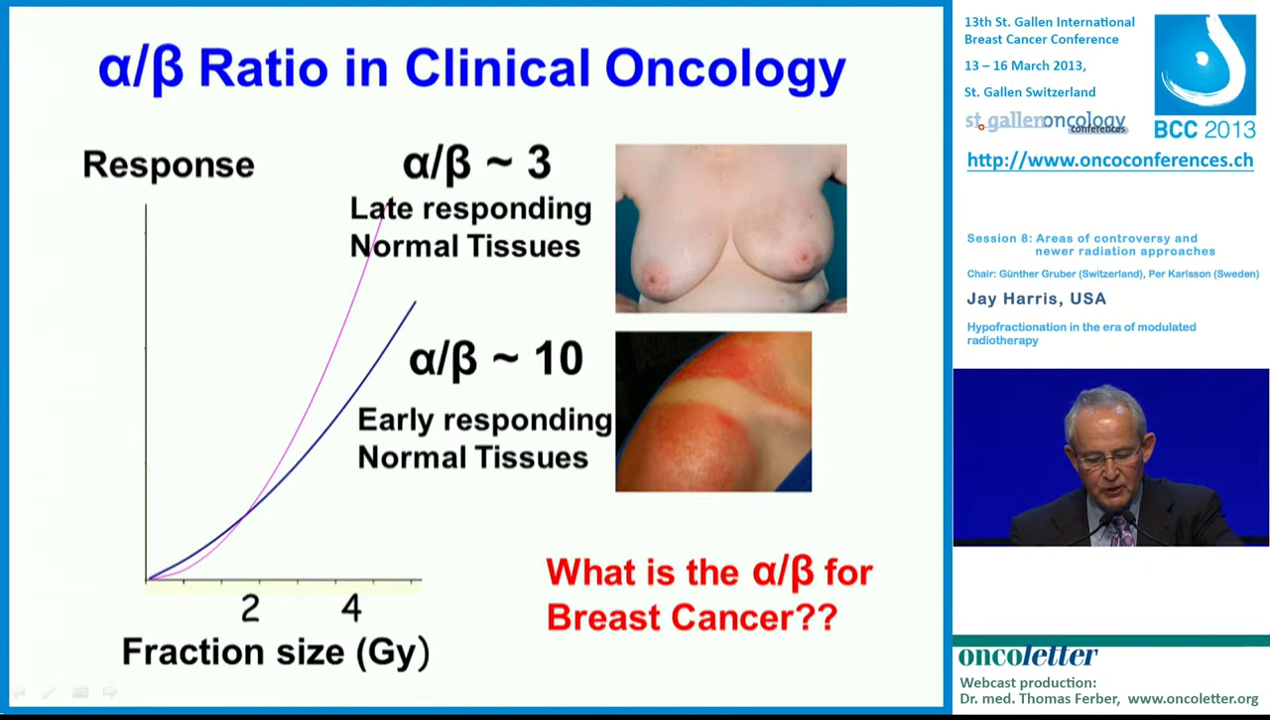 α/β Ratio in Clinical Oncology
Response
α/β ~ 3
Late responding
Normal Tissues
α/β ~ 10
Early responding
Normal Tissues
2 4
Fraction size (Gy)
What is the α/β for
Breast Cancer??
13th St. Gallen International
Breast Cancer Conference
13 – 16 March 2013,
St. Gallen Switzerland
st.gallenoncology
conferences
BCC 2013
http://www.oncoconferences.ch
Session 8: Areas of controversy and
newer radiation approaches
Chair: Günther Gruber (Switzerland), Per Karlsson (Sweden)
Jay Harris, USA
Hypofractionation in the era of modulated
radiotherapy
oncoletter
Webcast production:
Dr. med. Thomas Ferber, www.oncoletter.org